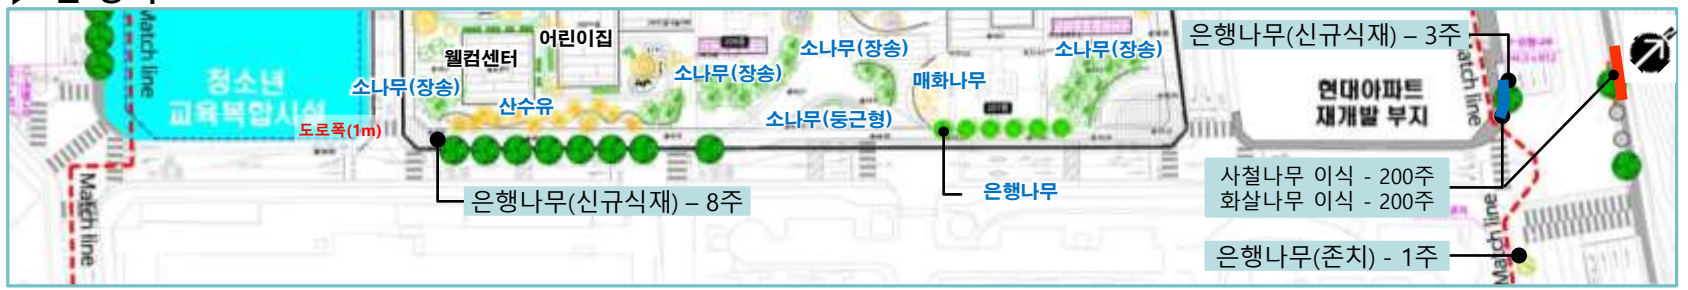 Match line
청소년
교육복합시설
도로폭(1m)
Match line
소나무(장송)
웰컴센터
어린이집
산수유
소나무(장송)
소나무(장송)
소나무(둥근형)
매화나무
소나무(장송)
은행나무(신규식재) – 8주
은행나무
은행나무(신규식재) – 3주
현대아파트
재개발 부지
Match line
사철나무 이식 - 200주
화살나무 이식 - 200주
Match line
은행나무(존치) - 1주